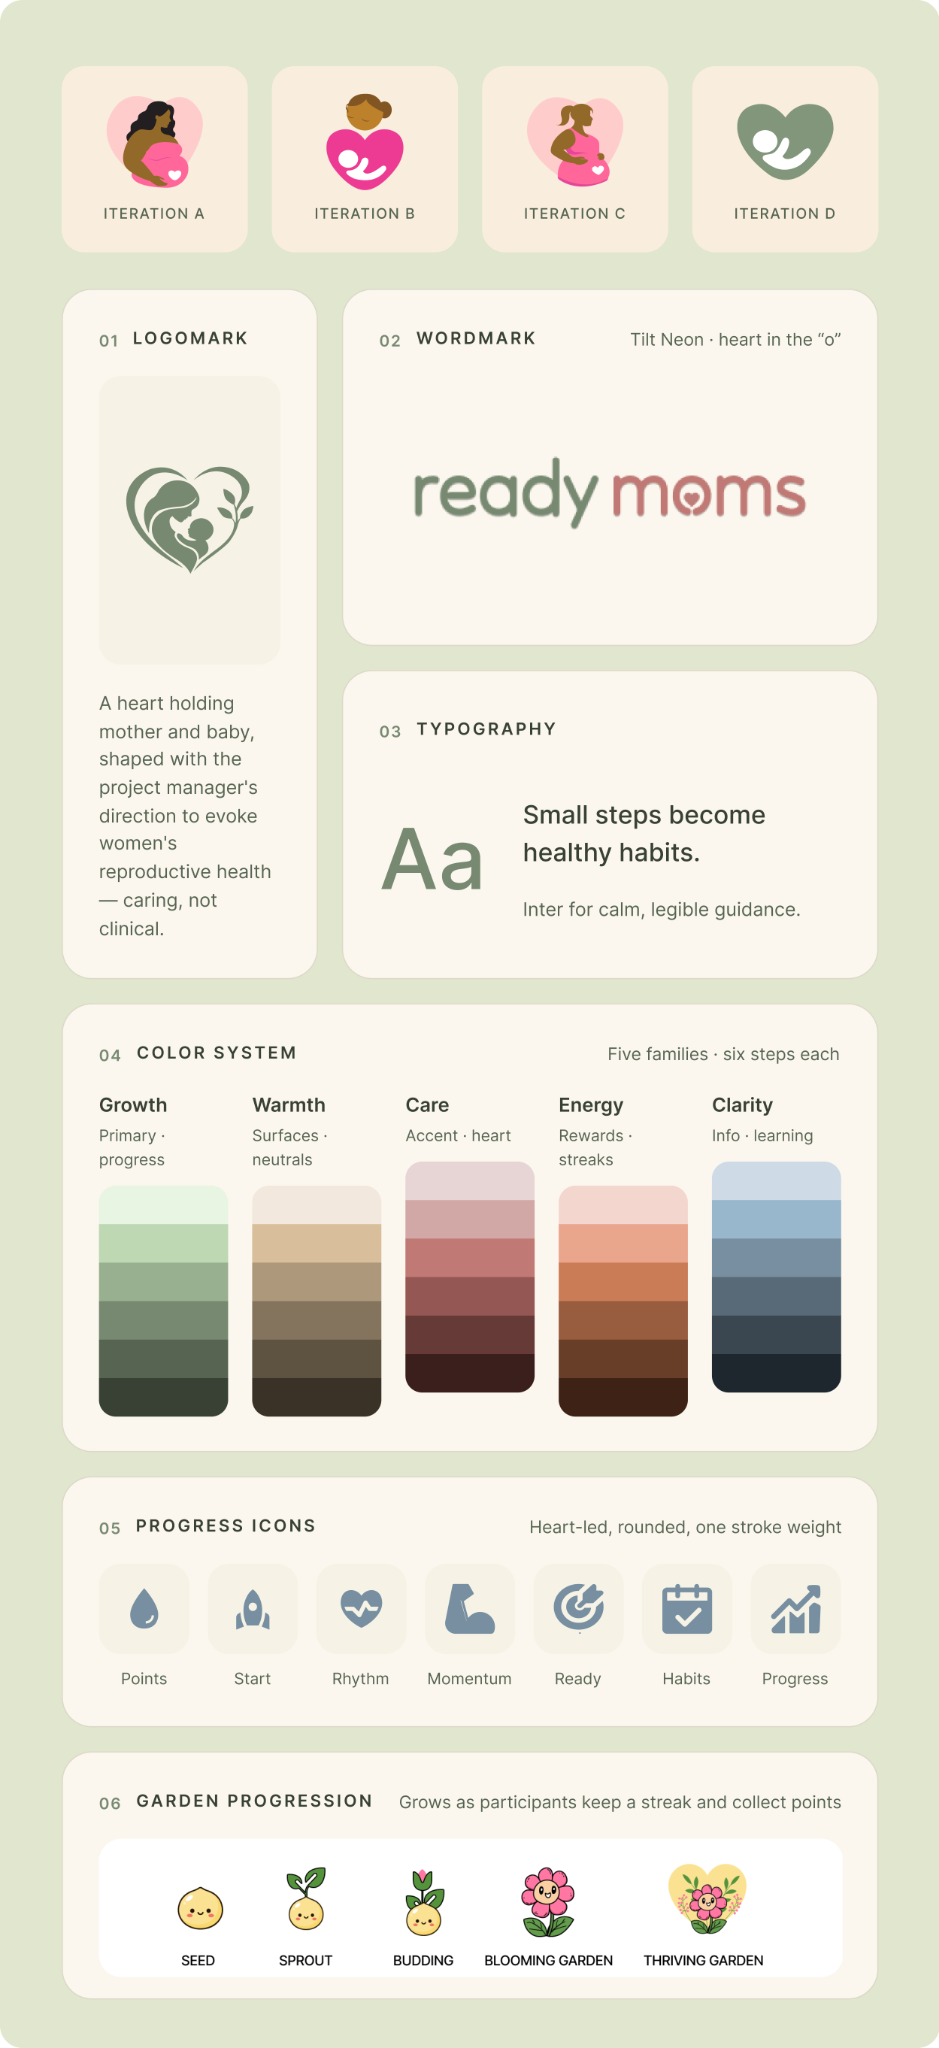 ITERATION A
ITERATION B
ITERATION C
ITERATION D
01 LOGOMARK
A heart holding
mother and baby,
shaped with the
project manager's
direction to evoke
women's
reproductive health
— caring, not
clinical.
02 WORDMARK
Tilt Neon · heart in the “o”
ready moms
03 TYPOGRAPHY
Aa
Small steps become
healthy habits.
Inter for calm, legible guidance.
04 COLOR SYSTEM
Five families · six steps each
Growth
Primary ·
progress
Warmth
Surfaces ·
neutrals
Care
Accent · heart
Energy
Rewards ·
streaks
Clarity
Info · learning
05 PROGRESS ICONS
Heart-led, rounded, one stroke weight
Points
Start
Rhythm
Momentum
Ready
Habits
Progress
06 GARDEN PROGRESSION
Grows as participants keep a streak and collect points
SEED
SPROUT
BUDDING
BLOOMING GARDEN
THRIVING GARDEN